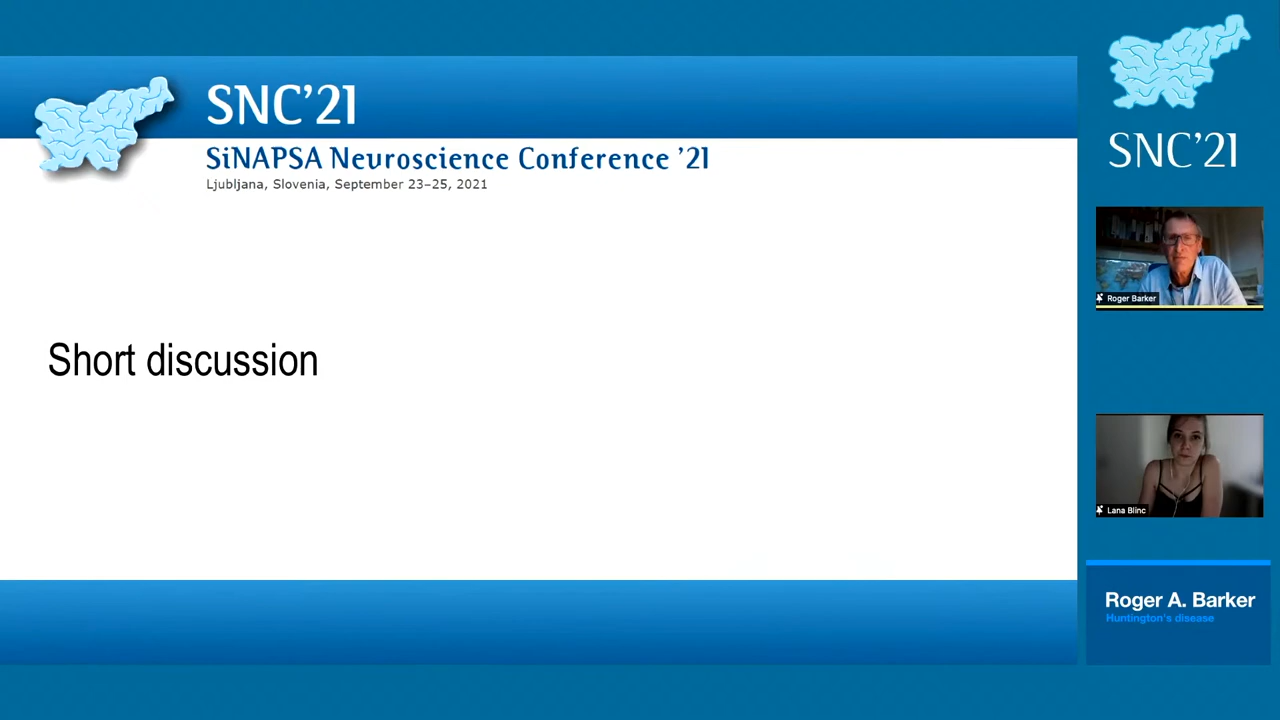 SNC'21
SiNAPSA Neuroscience Conference '21
Ljubljana, Slovenia, September 23–25, 2021
Short discussion
SNC'21
Roger Barker
Lana Blinc
Roger A. Barker
Huntington's disease